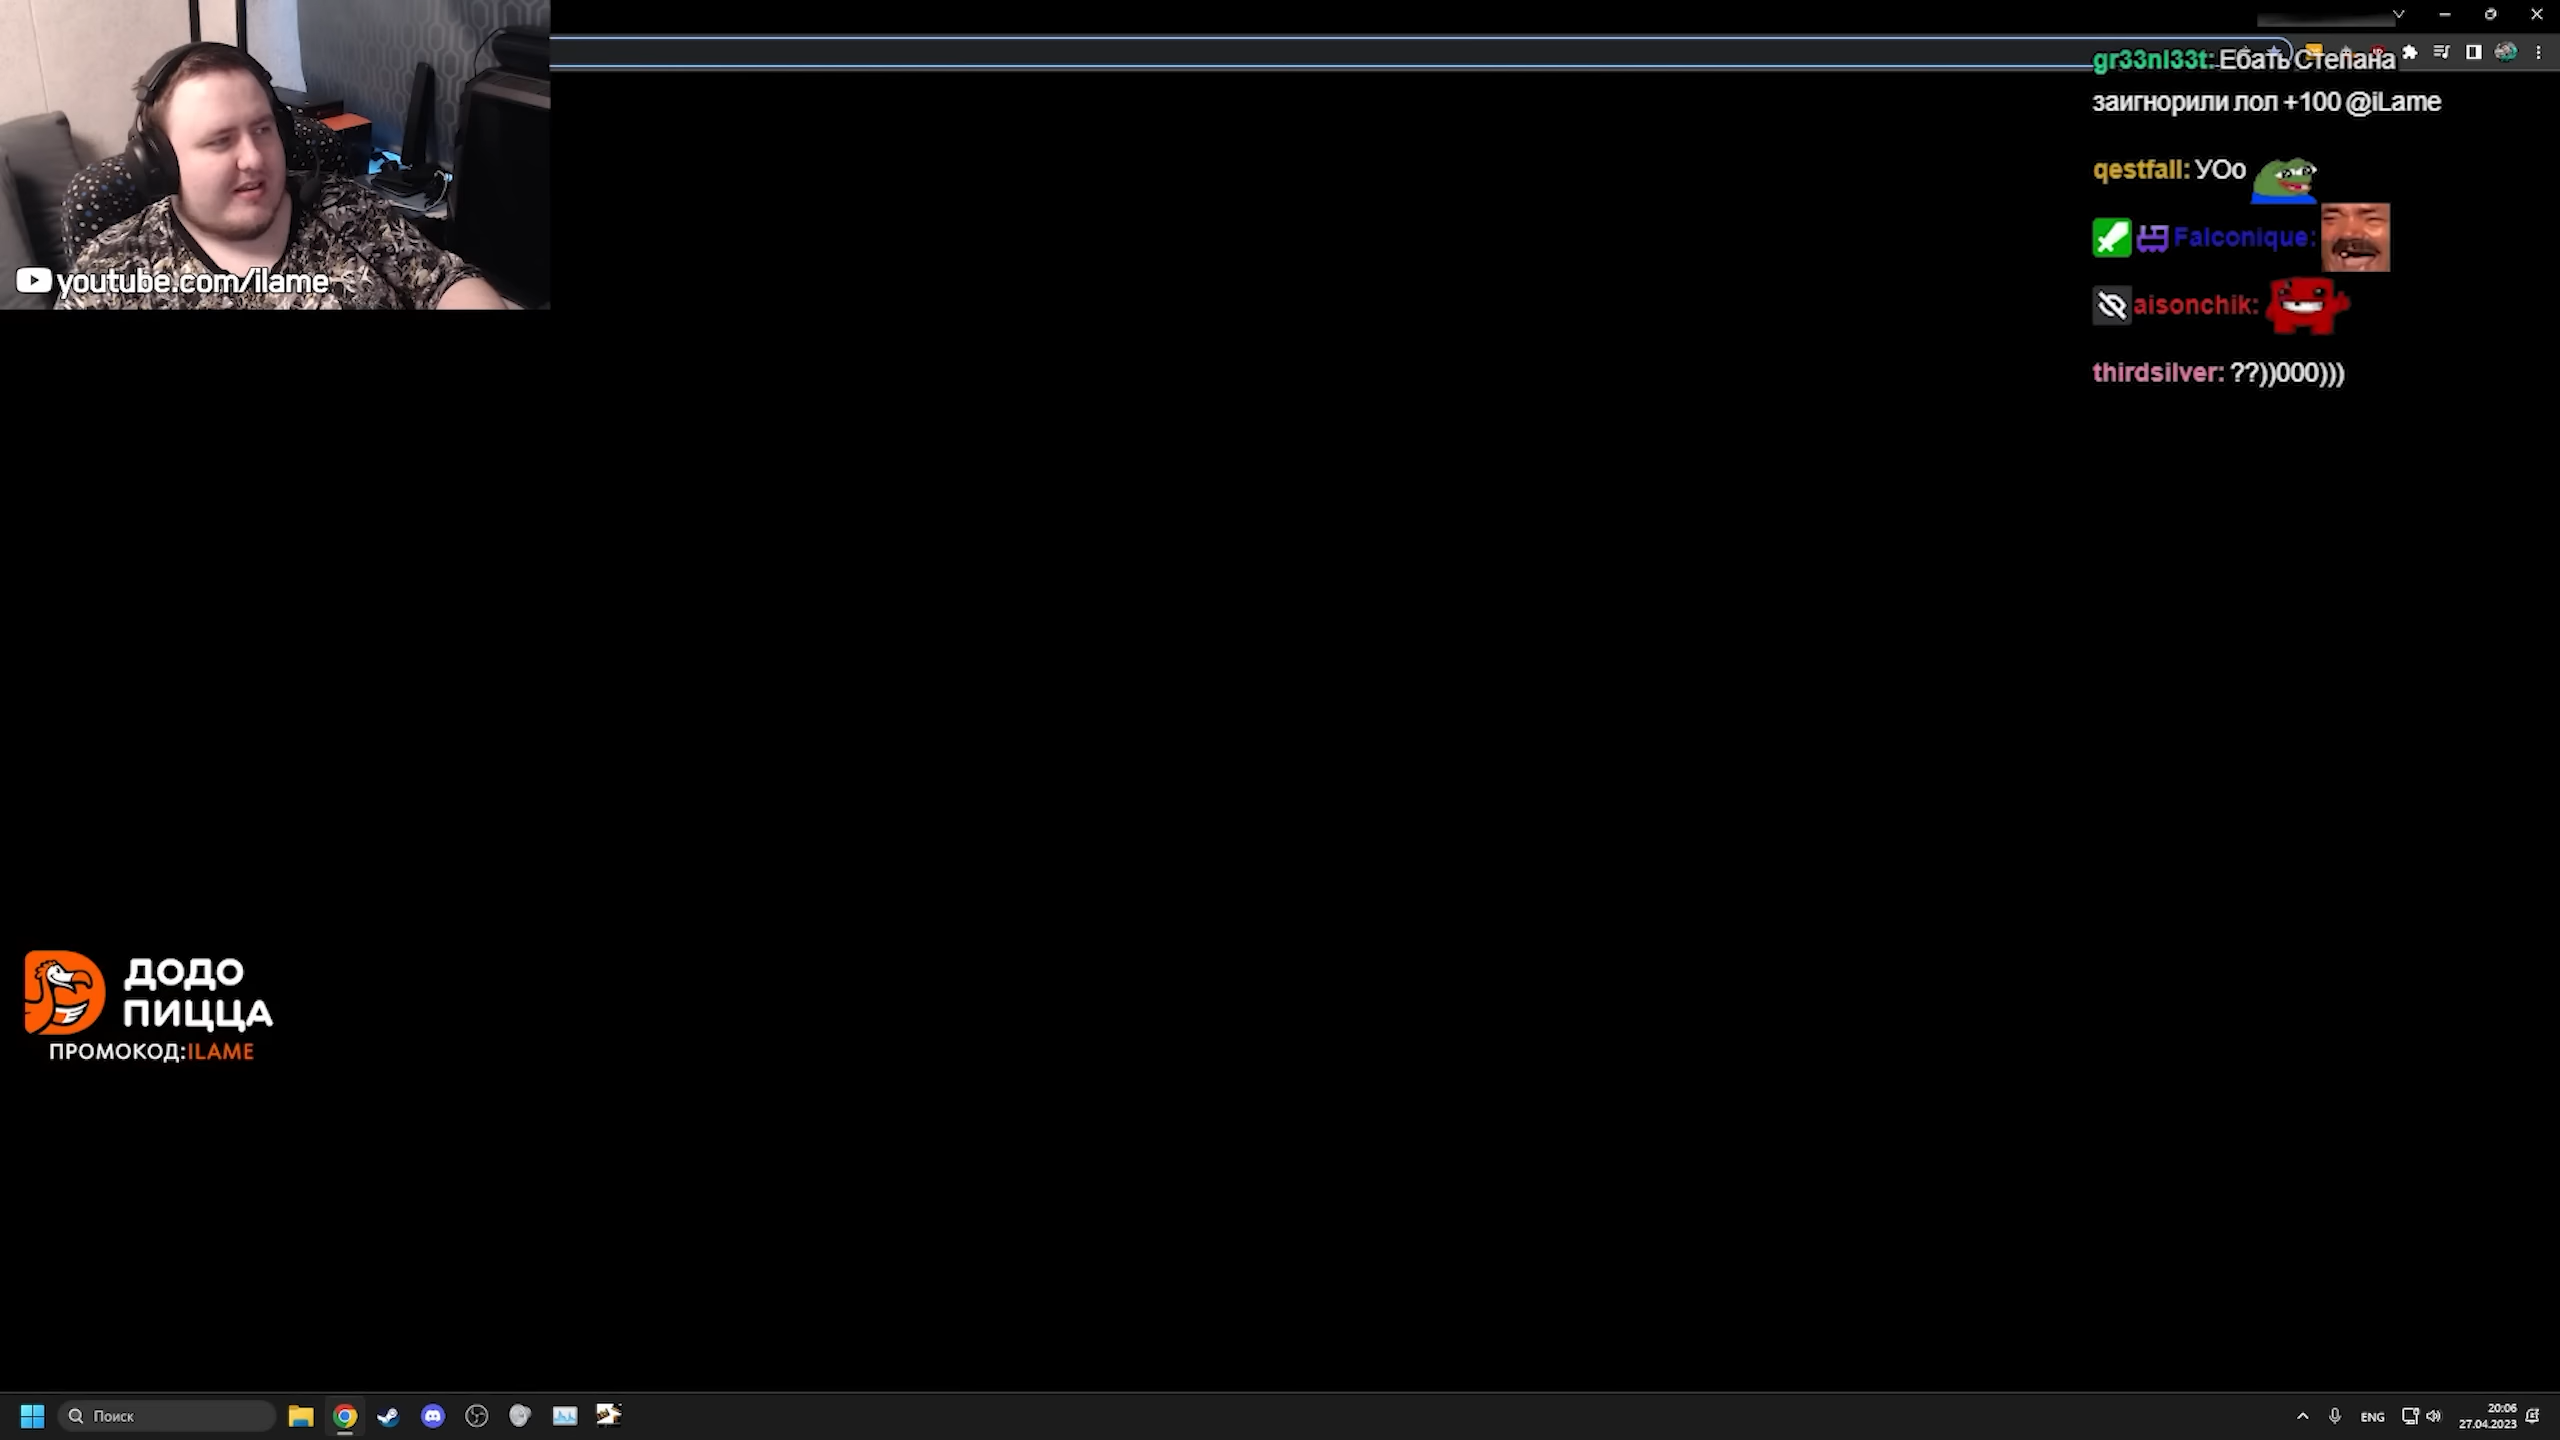 gr33nl33t: Ебать Степана
заигнорили лол +100 @iLame
qestfall: УОо
Falconique:
aisonchik:
thirdsilver: ??))000)))
youtube.com/ilame
ДОДО
ПИЦЦА
ПРОМОКОД:ILAME
Поиск
ENG
20:06
27.04.2023